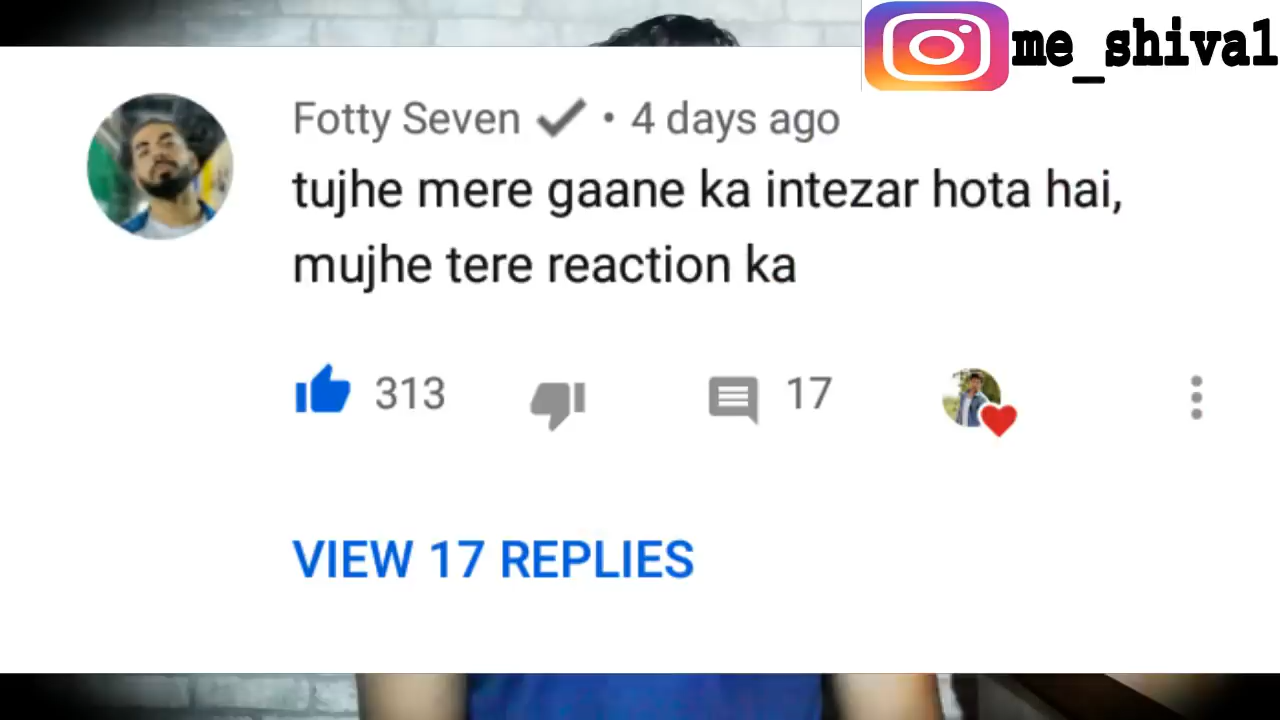 me_shiva1
Fotty Seven ✔ • 4 days ago
tujhe mere gaane ka intezar hota hai,
mujhe tere reaction ka
313
17
VIEW 17 REPLIES